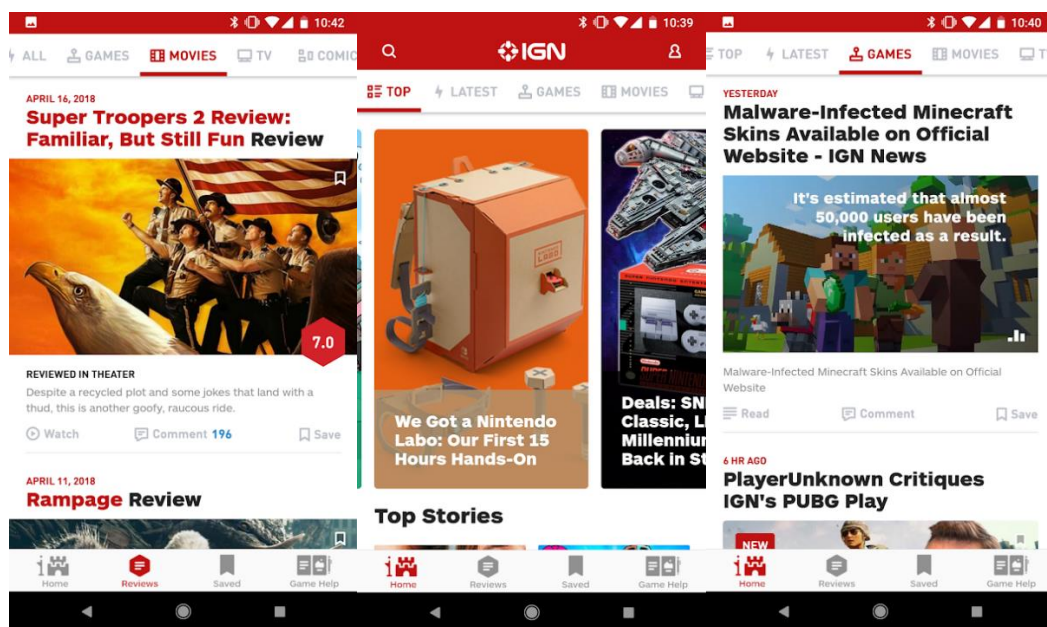 10:42
ALL GAMES MOVIES TV COMIC
APRIL 16, 2018
Super Troopers 2 Review:
Familiar, But Still Fun Review
7.0
REVIEWED IN THEATER
Despite a recycled plot and some jokes that land with a
thud, this is another goofy, raucous ride.
Watch Comment 196 Save
APRIL 11, 2018
Rampage Review
Home Reviews Saved Game Help
10:39
IGN
TOP LATEST GAMES MOVIES
LABO
We Got a Nintendo
Labo: Our First 15
Hours Hands-On
Deals: SN
Classic, L
Millenniu
Back in St
Top Stories
Home Reviews Saved Game Help
10:40
TOP LATEST GAMES MOVIES T
YESTERDAY
Malware-Infected Minecraft
Skins Available on Official
Website - IGN News
It's estimated that almost
50,000 users have been
infected as a result.
Malware-Infected Minecraft Skins Available on Official
Website
Read Comment Save
6 HR AGO
PlayerUnknown Critiques
IGN's PUBG Play
NEW
Home Reviews Saved Game Help